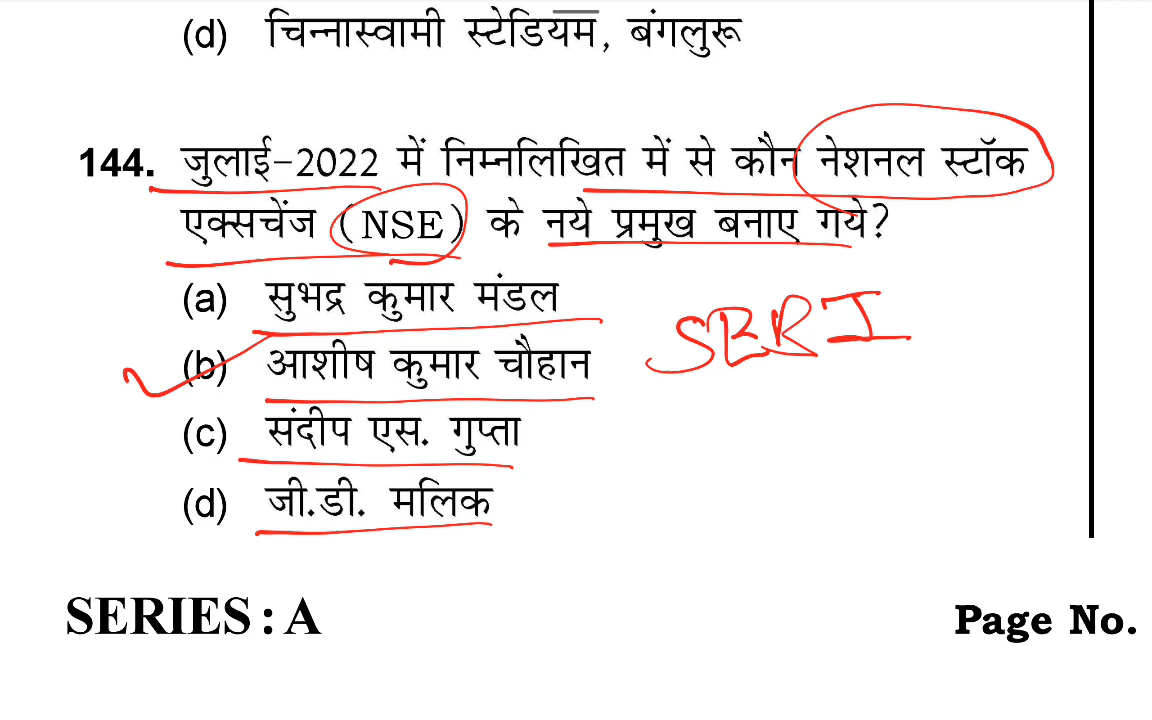 (d) चिन्नास्वामी स्टेडियम, बंगलुरू
144. जुलाई-2022 में निम्नलिखित में से कौन नेशनल स्टॉक
एक्सचेंज (NSE) के नये प्रमुख बनाए गये?
(a) सुभद्र कुमार मंडल
(b) आशीष कुमार चौहान
(c) संदीप एस. गुप्ता
(d) जी.डी. मलिक
SERIES : A
Page No.